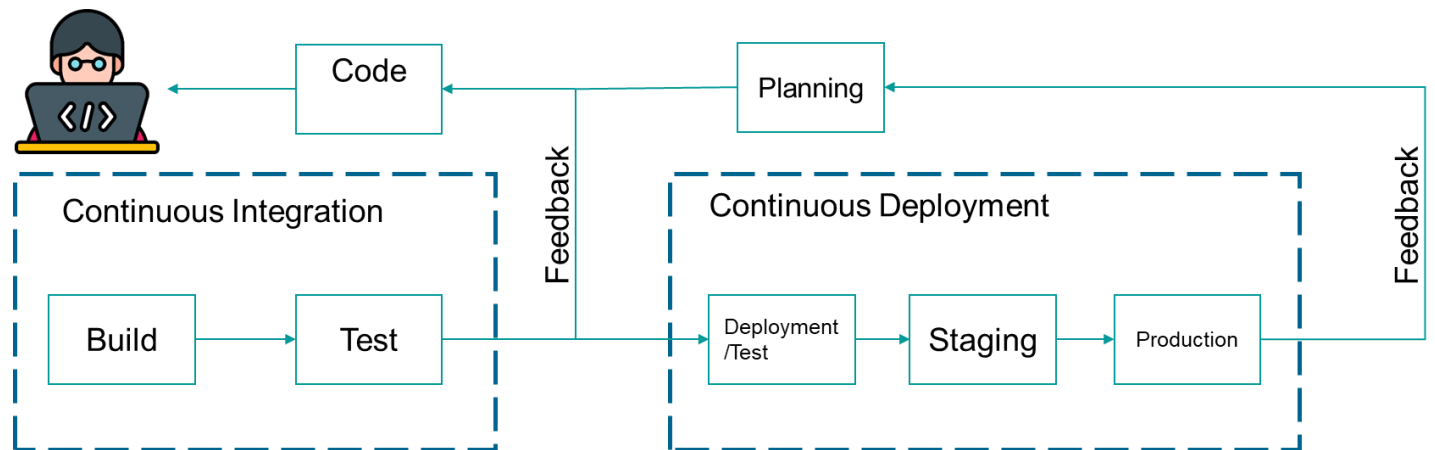 </>
Code
Planning
Feedback
Feedback
Continuous Integration
Continuous Deployment
Build
Test
Deployment
/Test
Staging
Production